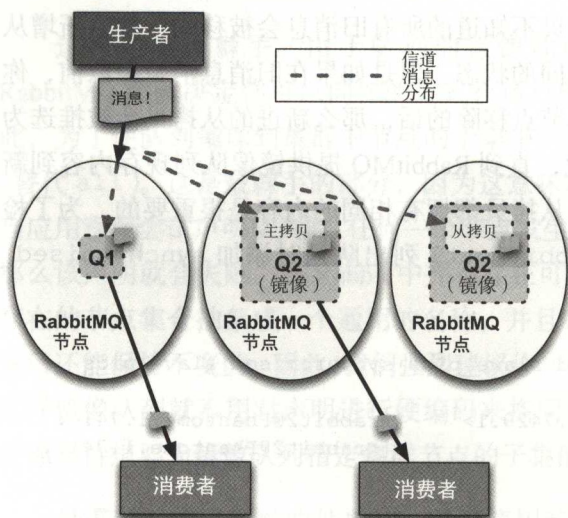 生产者
信道
消息
分布
消息!
主拷贝
从拷贝
Q1
Q2
(镜像)
Q2
(镜像)
RabbitMQ
节点
RabbitMQ
节点
RabbitMQ
节点
消费者
消费者